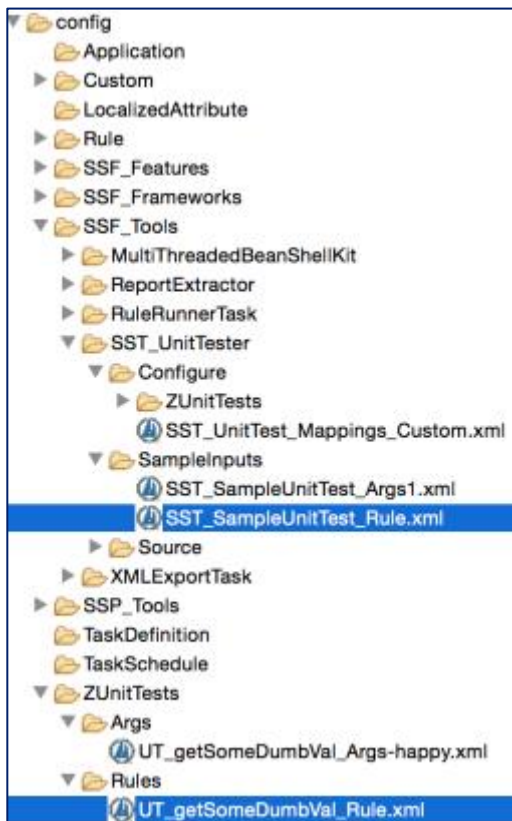 config
Application
Custom
LocalizedAttribute
Rule
SSF_Features
SSF_Frameworks
SSF_Tools
MultiThreadedBeanShellKit
ReportExtractor
RuleRunnerTask
SST_UnitTester
Configure
ZUnitTests
SST_UnitTest_Mappings_Custom.xml
SampleInputs
SST_SampleUnitTest_Args1.xml
SST_SampleUnitTest_Rule.xml
Source
XMLExportTask
SSP_Tools
TaskDefinition
TaskSchedule
ZUnitTests
Args
UT_getSomeDumbVal_Args-happy.xml
Rules
UT_getSomeDumbVal_Rule.xml